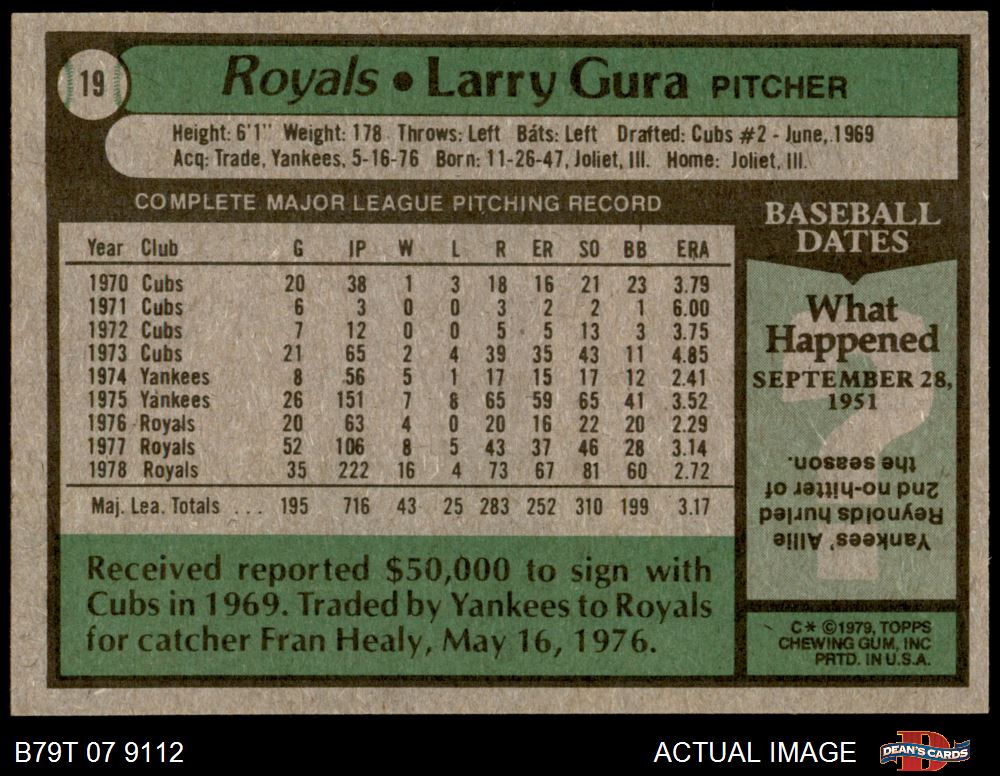 19
Royals • Larry Gura PITCHER
Height: 6'1" Weight: 178 Throws: Left Bats: Left Drafted: Cubs #2 - June, 1969
Acq: Trade, Yankees, 5-16-76 Born: 11-26-47, Joliet, Ill. Home: Joliet, Ill.
COMPLETE MAJOR LEAGUE PITCHING RECORD
Year Club G IP W L R ER SO BB ERA
1970 Cubs 20 38 1 3 18 16 21 23 3.79
1971 Cubs 6 3 0 0 3 2 2 1 6.00
1972 Cubs 7 12 0 0 5 5 13 3 3.75
1973 Cubs 21 65 2 4 39 35 43 11 4.85
1974 Yankees 8 56 5 1 17 15 17 12 2.41
1975 Yankees 26 151 7 8 65 59 65 41 3.52
1976 Royals 20 63 4 0 20 16 22 20 2.29
1977 Royals 52 106 8 5 43 37 46 28 3.14
1978 Royals 35 222 16 4 73 67 81 60 2.72
Maj. Lea. Totals ... 195 716 43 25 283 252 310 199 3.17
Received reported $50,000 to sign with
Cubs in 1969. Traded by Yankees to Royals
for catcher Fran Healy, May 16, 1976.
BASEBALL
DATES
What
Happened
SEPTEMBER 28,
1951
Yankees' Allie
Reynolds hurled
2nd no-hitter of
the season.
C* ©1979, TOPPS
CHEWING GUM, INC
PRTD. IN U.S.A.
B79T 07 9112
ACTUAL IMAGE
DEAN'S CARDS